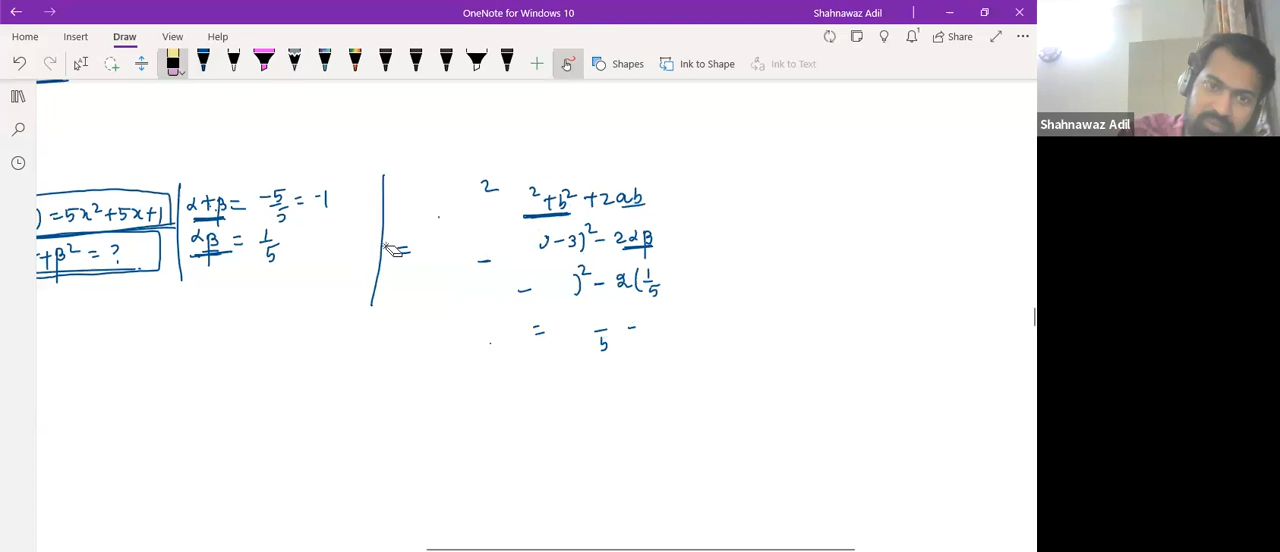 OneNote for Windows 10
Shahnawaz Adil
Home Insert Draw View Help
Share
Shapes Ink to Shape Ink to Text
Shahnawaz Adil
) = 5x² + 5x + 1
+ β² = ?
α + β = -5/5 = -1
αβ = 1/5
2
² + b² + 2ab
)² - 2αβ
=
)² - 2(1/5
= /5 -